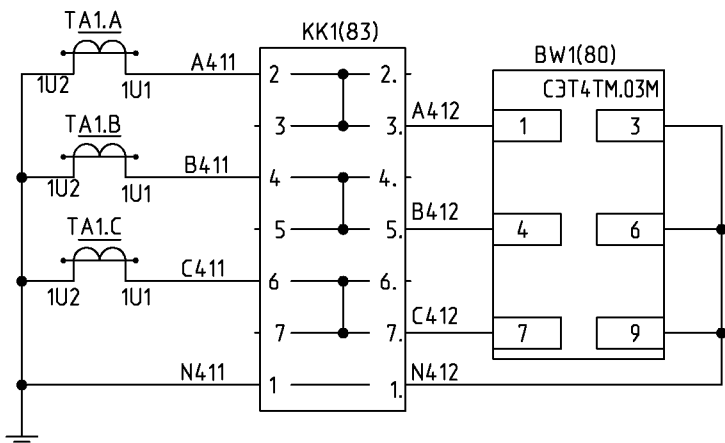 TA1.A
1U2
1U1
A411
TA1.B
1U2
1U1
B411
TA1.C
1U2
1U1
C411
N411
KK1(83)
2 2.
3 3.
4 4.
5 5.
6 6.
7 7.
1 1.
A412
B412
C412
N412
BW1(80)
СЭТ4ТМ.03М
1 3
4 6
7 9